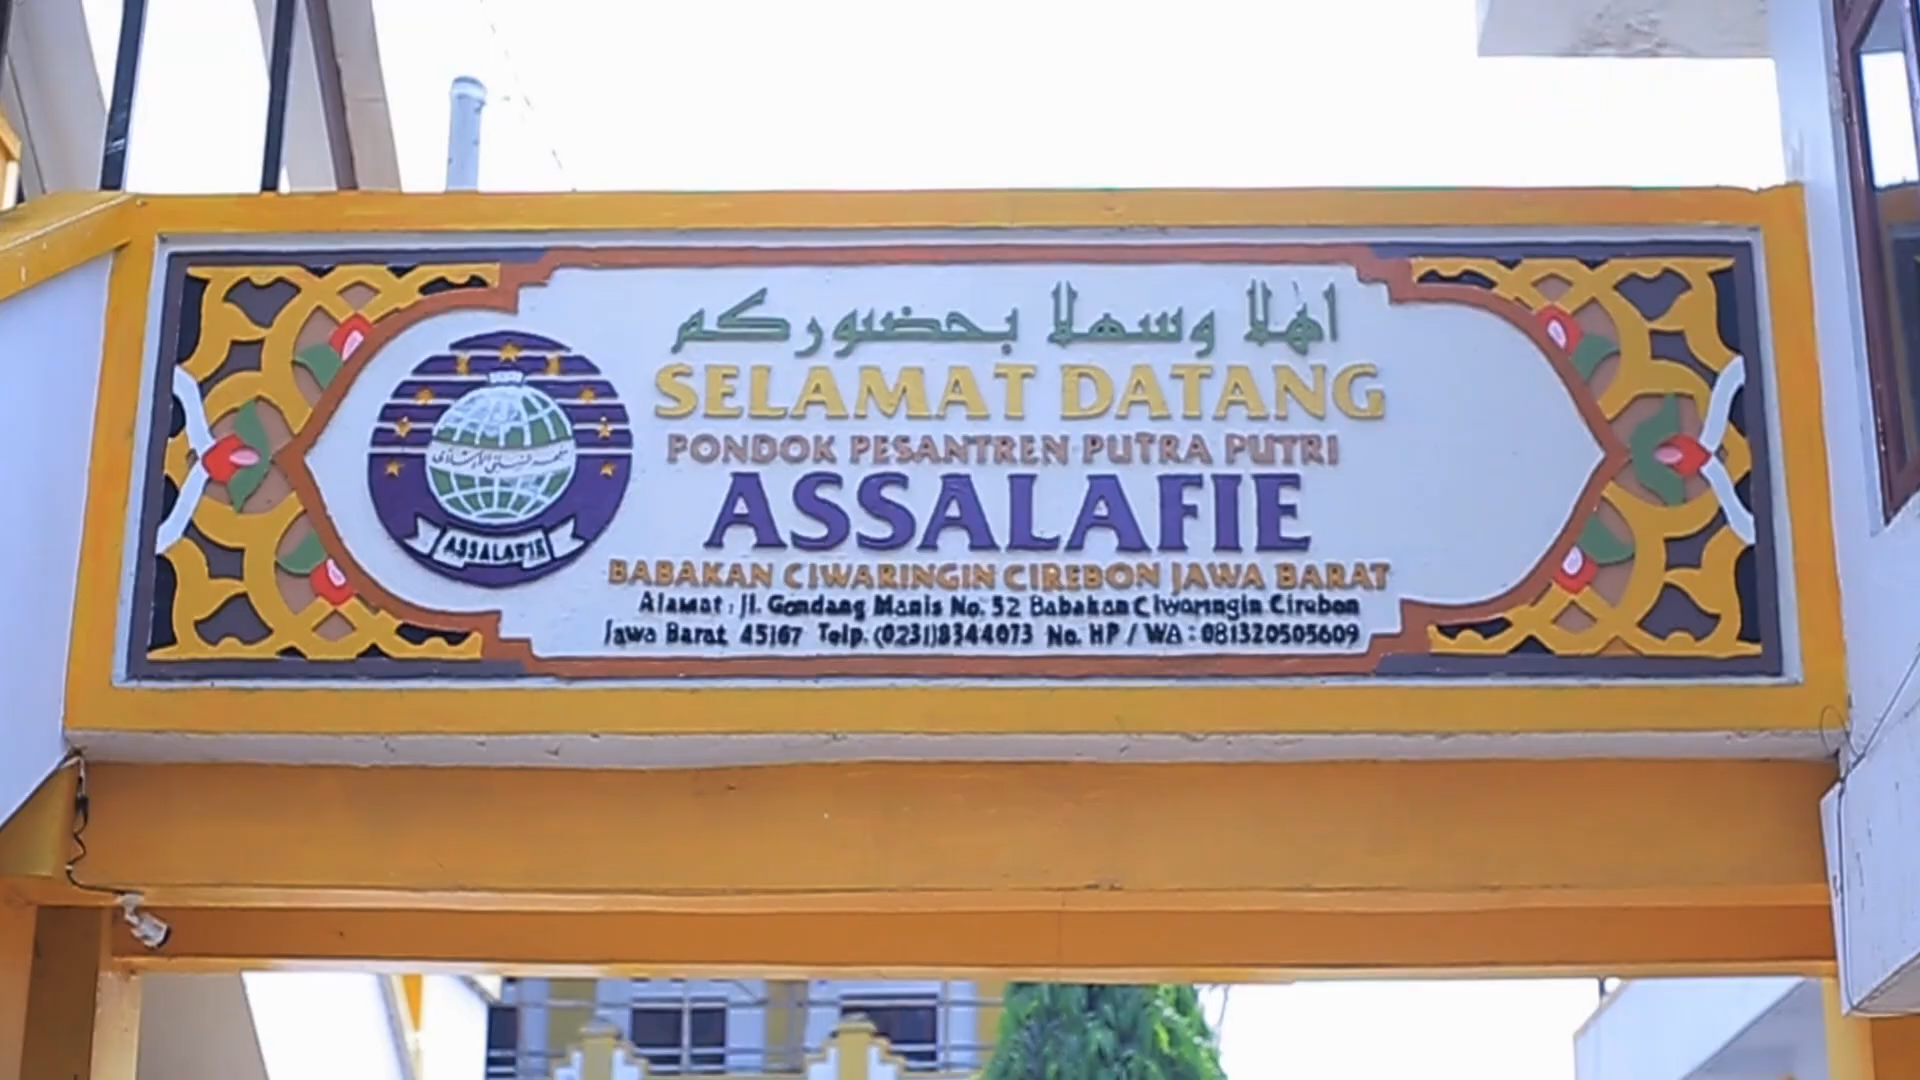 اهلا وسهلا بحضوركم
SELAMAT DATANG
PONDOK PESANTREN PUTRA PUTRI
ASSALAFIE
BABAKAN CIWARINGIN CIREBON JAWA BARAT
Alamat : Jl. Gondang Manis No. 52 Babakan Ciwaringin Cirebon
Jawa Barat 45167 Telp. (0231)8344073 No. HP / WA : 081320505609
ASSALAFIE